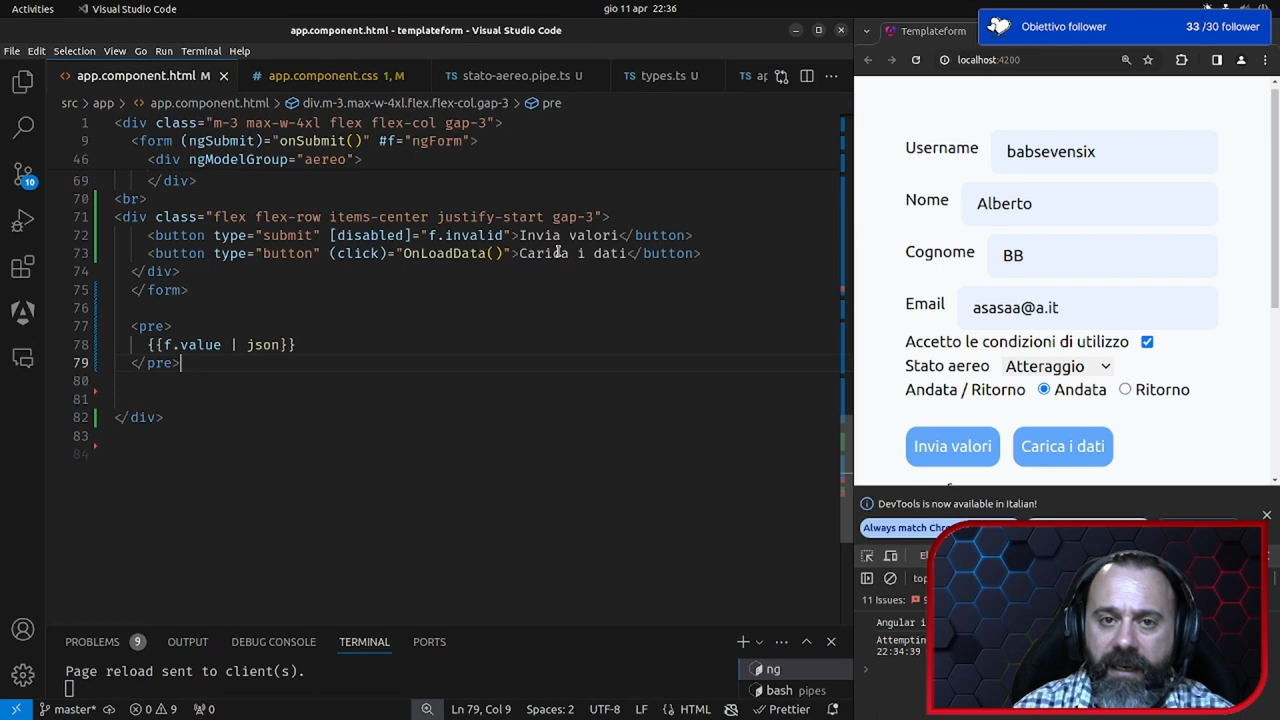 Activities
Visual Studio Code
gio 11 apr 22:36
app.component.html - templateform - Visual Studio Code
File Edit Selection View Go Run Terminal Help
app.component.html M
app.component.css 1, M
stato-aereo.pipe.ts U
types.ts U
src > app > app.component.html > div.m-3.max-w-4xl.flex.flex-col.gap-3 > pre
1 <div class="m-3 max-w-4xl flex flex-col gap-3">
9 <form (ngSubmit)="onSubmit()" #f="ngForm">
46 <div ngModelGroup="aereo">
69 </div>
70 <br>
71 <div class="flex flex-row items-center justify-start gap-3">
72 <button type="submit" [disabled]="f.invalid">Invia valori</button>
73 <button type="button" (click)="OnLoadData()">Carica i dati</button>
74 </div>
75 </form>
76
77 <pre>
78 {{f.value | json}}
79 </pre>
80
81
82 </div>
83
84
10
PROBLEMS 9 OUTPUT DEBUG CONSOLE TERMINAL PORTS
Page reload sent to client(s).
ng
bash pipes
master* 0 9 0
Ln 79, Col 9 Spaces: 2 UTF-8 LF HTML Prettier
Templateform
Obiettivo follower 33 /30 follower
localhost:4200
Username babsevensix
Nome Alberto
Cognome BB
Email asasaa@a.it
Accetto le condizioni di utilizzo
Stato aereo Atteraggio
Andata / Ritorno Andata Ritorno
Invia valori Carica i dati
DevTools is now available in Italian!
Always match
top
11 Issues:
Angular
22:34:39